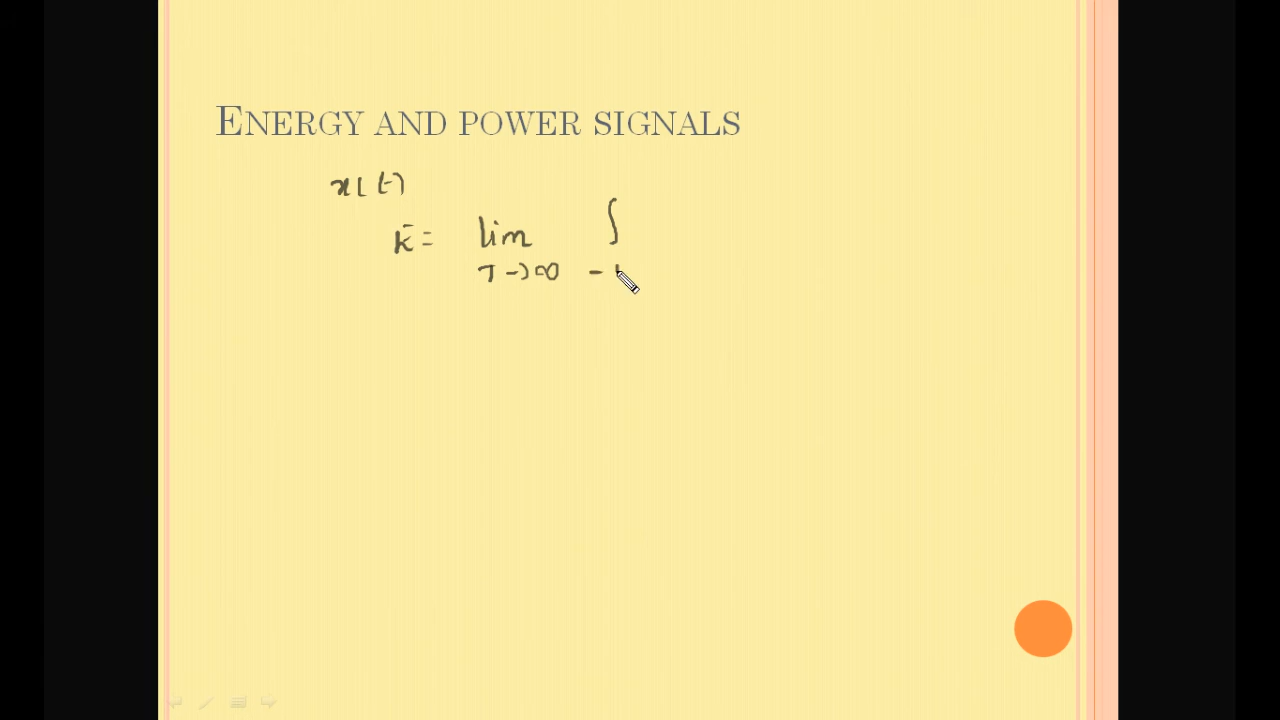 ENERGY AND POWER SIGNALS
x(t)
E = lim ∫
T→∞ -